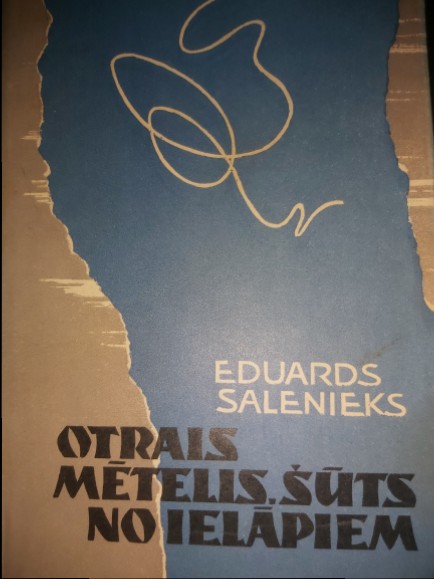 EDUARDS
SALENIEKS
OTRAIS
MĒTELIS, ŠŪTS
NO IELĀPIEM